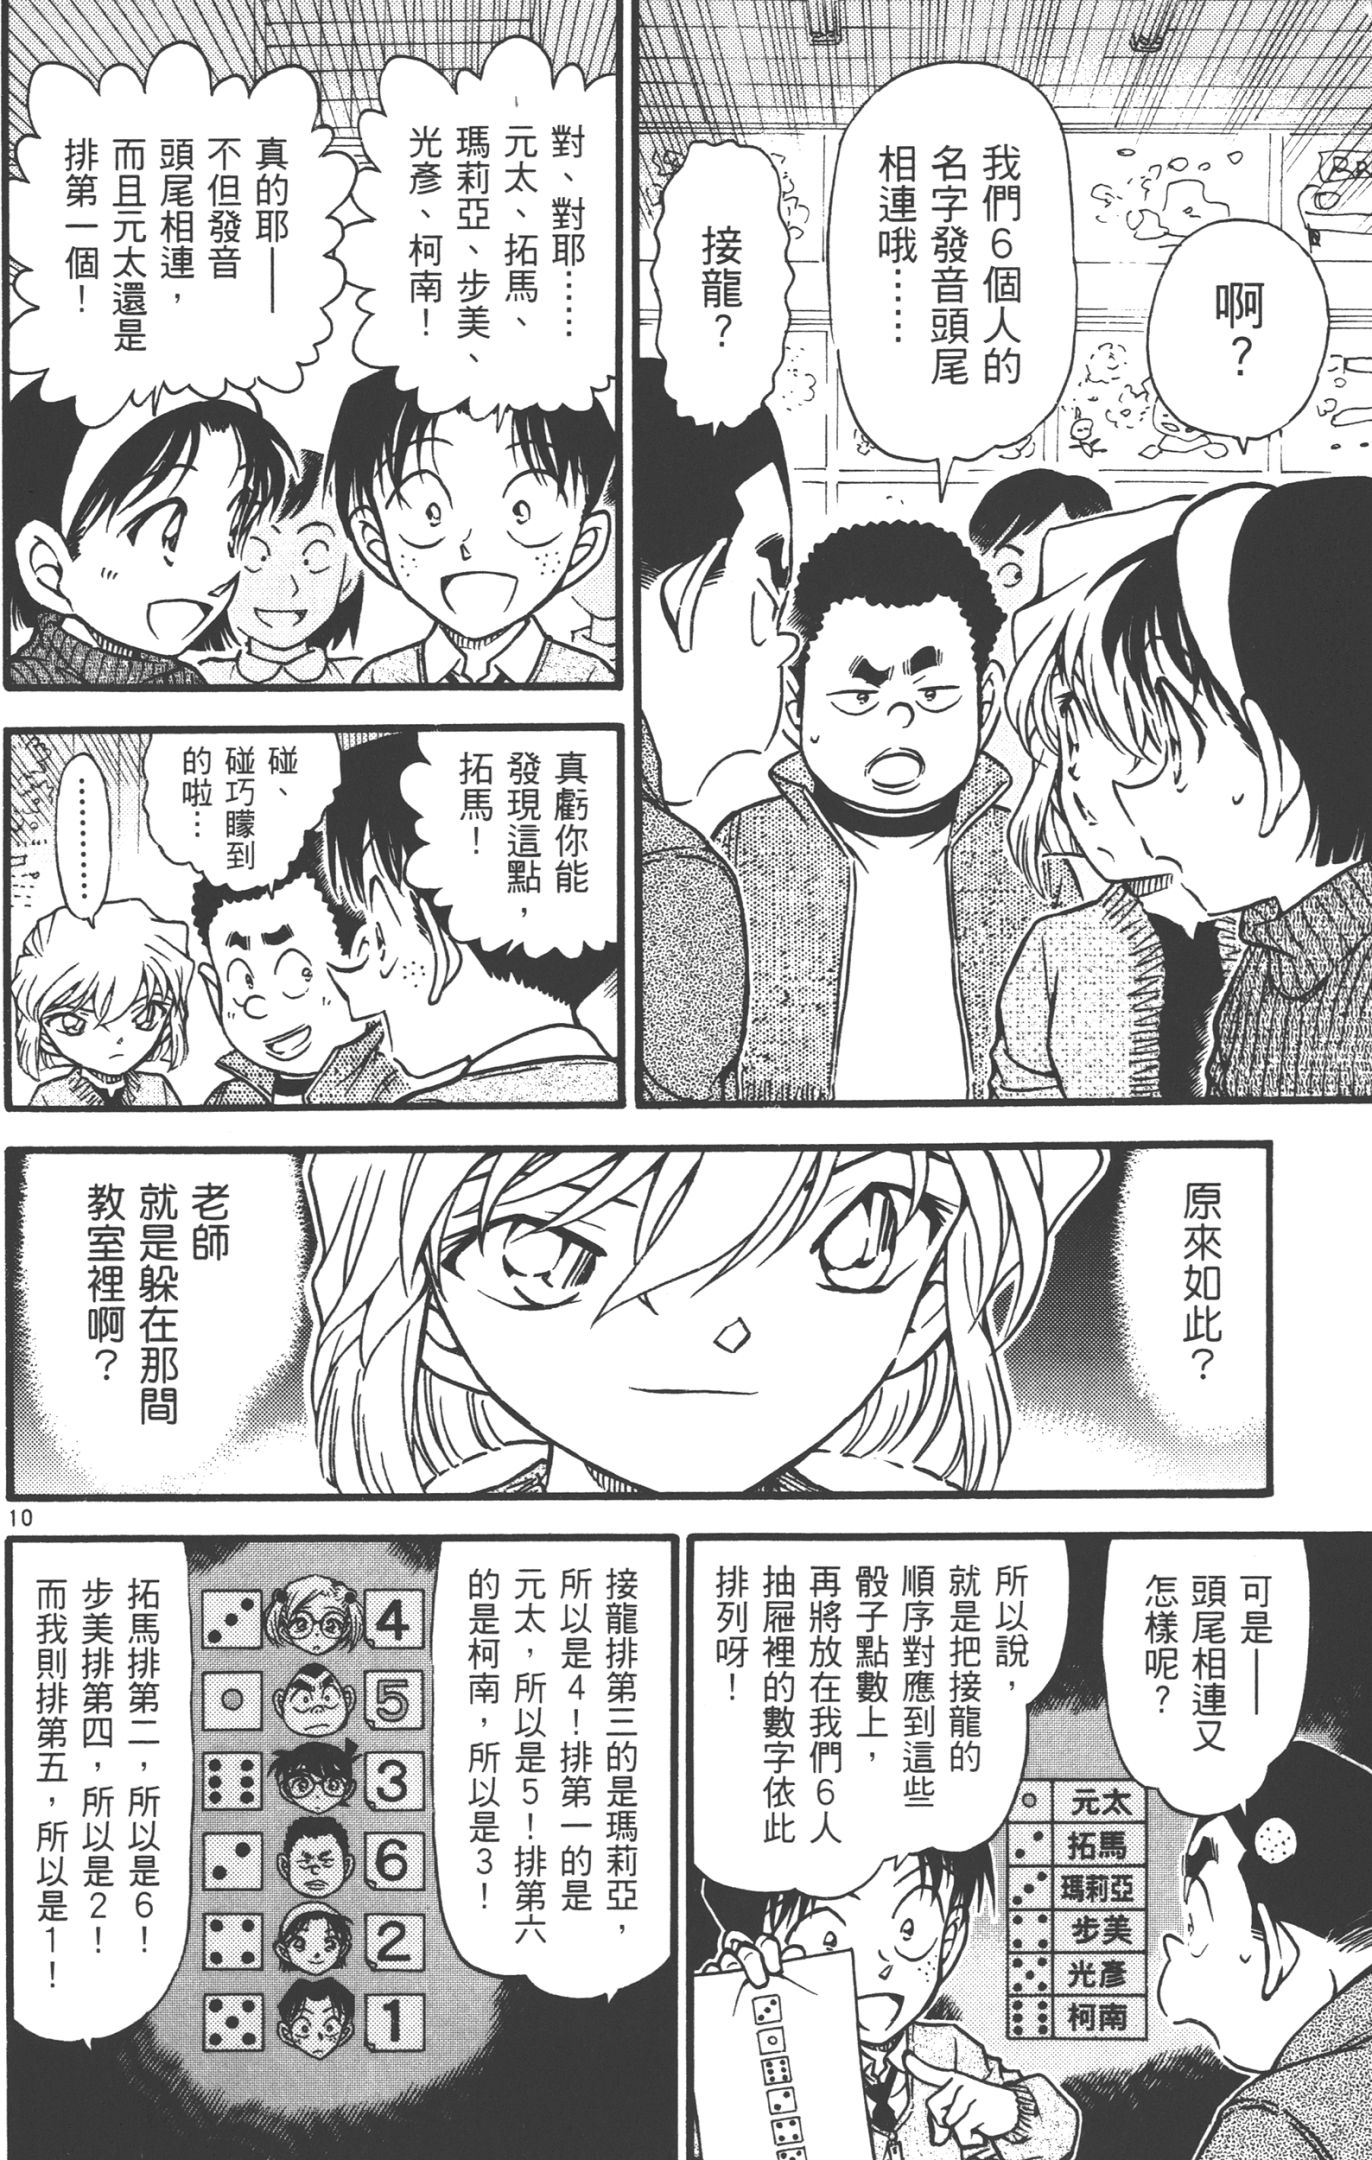 啊？
我們6個人的
名字發音頭尾
相連哦……
接龍？
對、對耶……
元太、拓馬、
瑪莉亞、步美、
光彥、柯南！
真的耶——
不但發音
頭尾相連，
而且元太還是
排第一個！
真虧你能
發現這點，
拓馬！
碰、
碰巧矇到
的啦…
………
原來如此？
老師
就是躲在那間
教室裡啊？
10
可是——
頭尾相連又
怎樣呢？
所以說，
就是把接龍的
順序對應到這些
骰子點數上，
再將放在我們6人
抽屜裡的數字依此
排列呀！
元太
拓馬
瑪莉亞
步美
光彥
柯南
接龍排第三的是瑪莉亞，
所以是4！排第一的是
元太，所以是5！排第六
的是柯南，所以是3！
4
5
3
6
2
1
拓馬排第二，所以是6！
步美排第四，所以是2！
而我則排第五，所以是1！